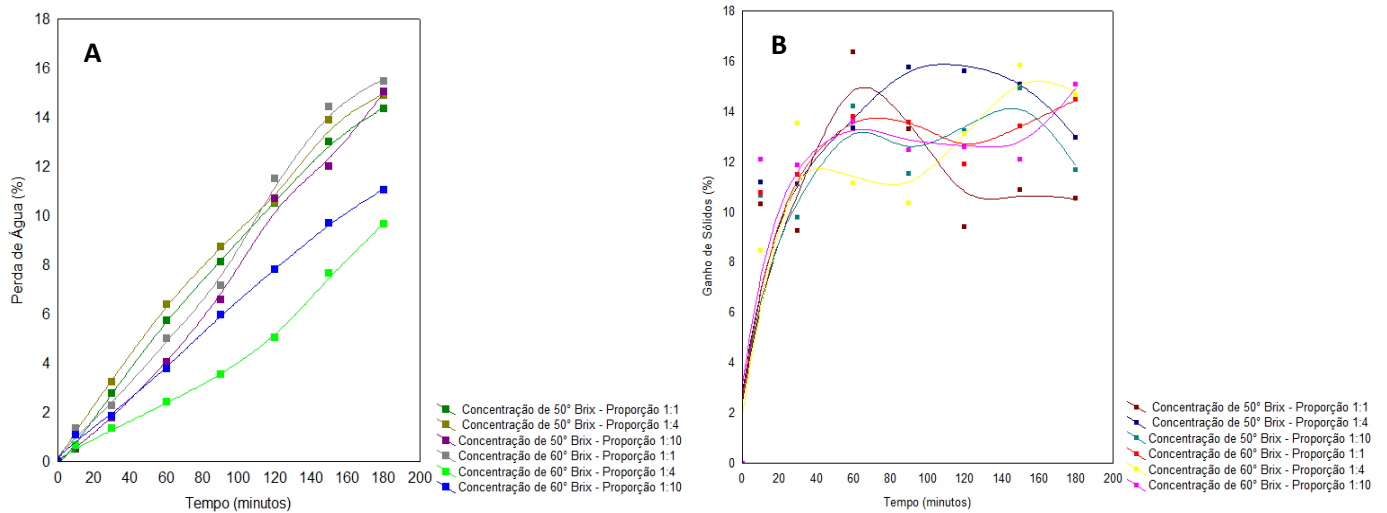 A
Perda de Água (%)
18
16
14
12
10
8
6
4
2
0
0 20 40 60 80 100 120 140 160 180 200
Tempo (minutos)
Concentração de 50° Brix - Proporção 1:1
Concentração de 50° Brix - Proporção 1:4
Concentração de 50° Brix - Proporção 1:10
Concentração de 60° Brix - Proporção 1:1
Concentração de 60° Brix - Proporção 1:4
Concentração de 60° Brix - Proporção 1:10
B
Ganho de Sólidos (%)
18
16
14
12
10
8
6
4
2
0
0 20 40 60 80 100 120 140 160 180 200
Tempo (minutos)
Concentração de 50° Brix - Proporção 1:1
Concentração de 50° Brix - Proporção 1:4
Concentração de 50° Brix - Proporção 1:10
Concentração de 60° Brix - Proporção 1:1
Concentração de 60° Brix - Proporção 1:4
Concentração de 60° Brix - Proporção 1:10